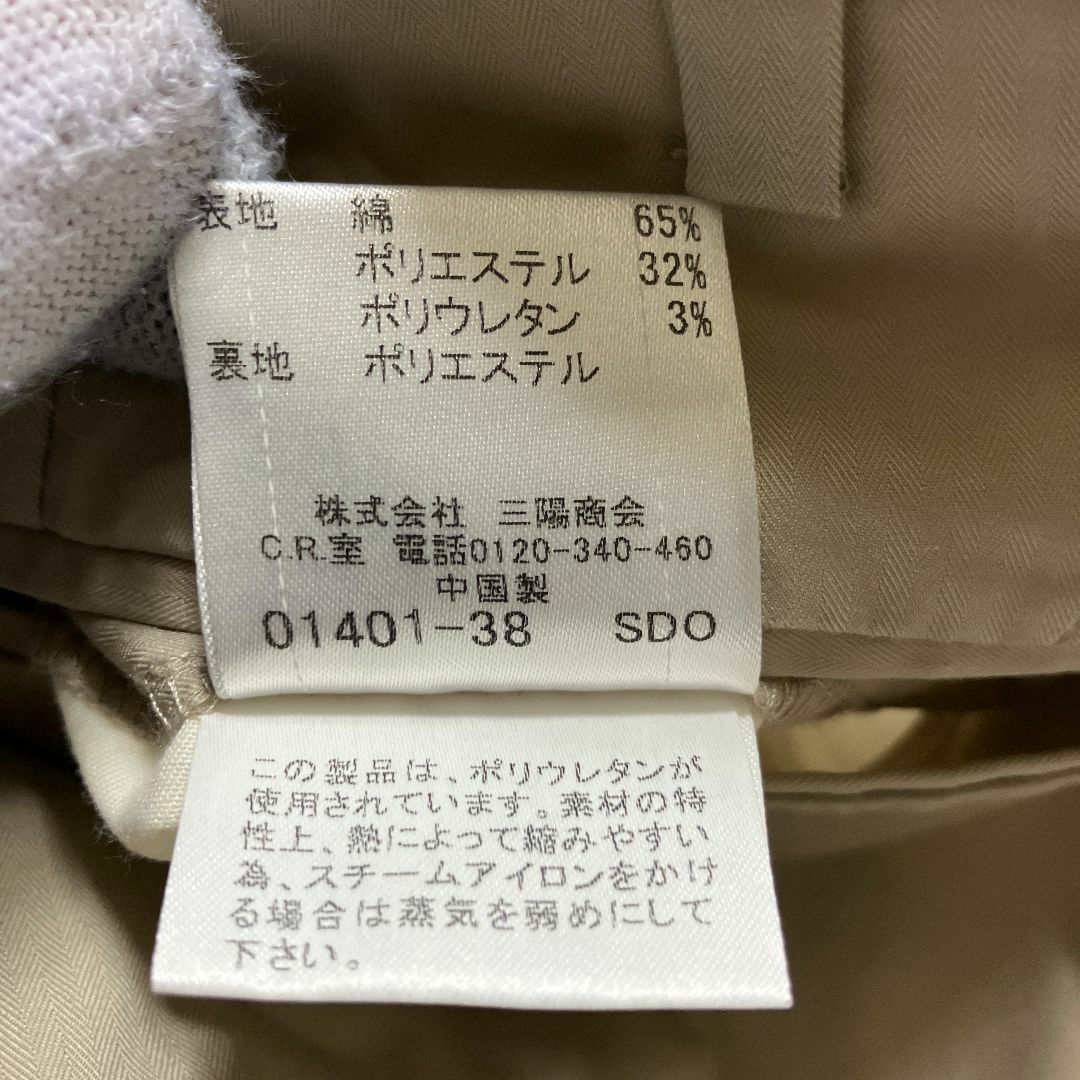 表地 綿 65%
ポリエステル 32%
ポリウレタン 3%
裏地 ポリエステル
株式会社 三陽商会
C.R.室 電話0120-340-460
中国製
01401-38 SDO
この製品は、ポリウレタンが
使用されています。素材の特
性上、熱によって縮みやすい
為、スチームアイロンをかけ
る場合は蒸気を弱めにして
下さい。